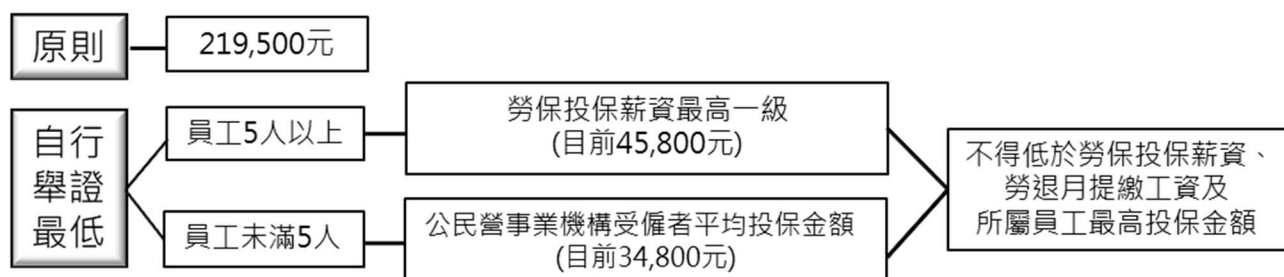 原則
219,500元
自行
舉證
最低
員工5人以上
勞保投保薪資最高一級
(目前45,800元)
員工未滿5人
公民營事業機構受僱者平均投保金額
(目前34,800元)
不得低於勞保投保薪資、
勞退月提繳工資及
所屬員工最高投保金額